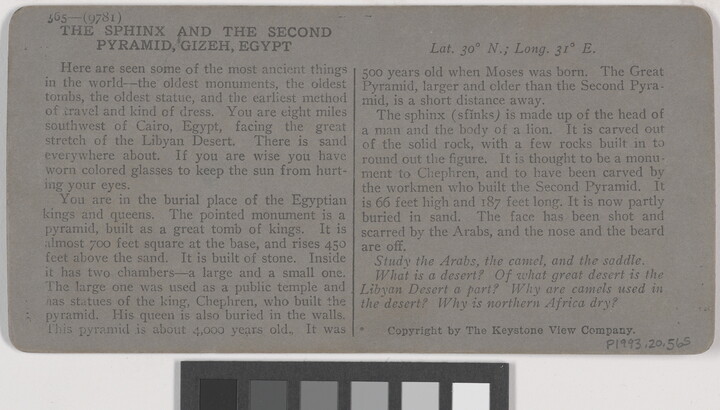 565—(9781)
THE SPHINX AND THE SECOND
PYRAMID, GIZEH, EGYPT
Here are seen some of the most ancient things
in the world—the oldest monuments, the oldest
tombs, the oldest statue, and the earliest method
of travel and kind of dress. You are eight miles
southwest of Cairo, Egypt, facing the great
stretch of the Libyan Desert. There is sand
everywhere about. If you are wise you have
worn colored glasses to keep the sun from hurt-
ing your eyes.
You are in the burial place of the Egyptian
kings and queens. The pointed monument is a
pyramid, built as a great tomb of kings. It is
almost 700 feet square at the base, and rises 450
feet above the sand. It is built of stone. Inside
it has two chambers—a large and a small one.
The large one was used as a public temple and
has statues of the king, Chephren, who built the
pyramid. His queen is also buried in the walls.
This pyramid is about 4,000 years old. It was
Lat. 30° N.; Long. 31° E.
500 years old when Moses was born. The Great
Pyramid, larger and older than the Second Pyra-
mid, is a short distance away.
The sphinx (sfinks) is made up of the head of
a man and the body of a lion. It is carved out
of the solid rock, with a few rocks built in to
round out the figure. It is thought to be a monu-
ment to Chephren, and to have been carved by
the workmen who built the Second Pyramid. It
is 66 feet high and 187 feet long. It is now partly
buried in sand. The face has been shot and
scarred by the Arabs, and the nose and the beard
are off.
Study the Arabs, the camel, and the saddle.
What is a desert? Of what great desert is the
Libyan Desert a part? Why are camels used in
the desert? Why is northern Africa dry?
Copyright by The Keystone View Company.
P1993.20.565